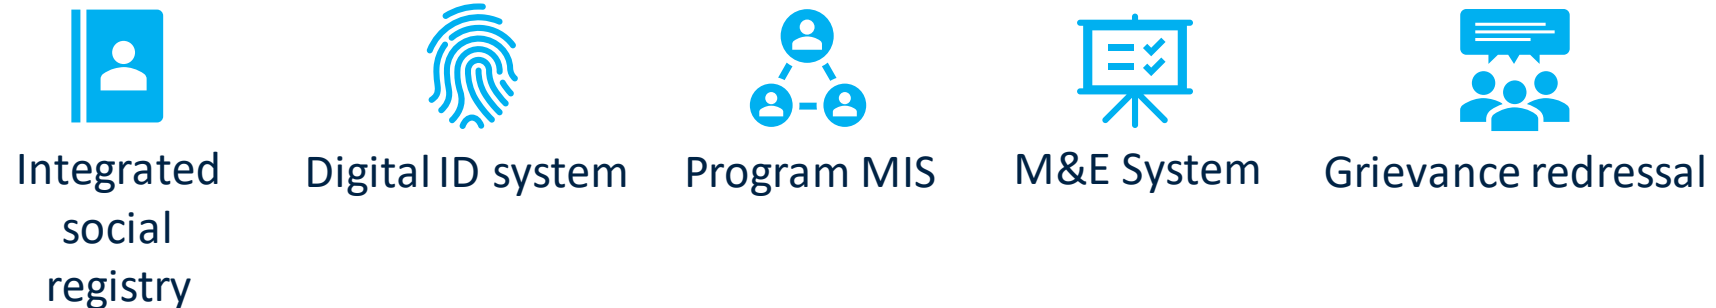 Integrated
social
registry
Digital ID system
Program MIS
M&E System
Grievance redressal